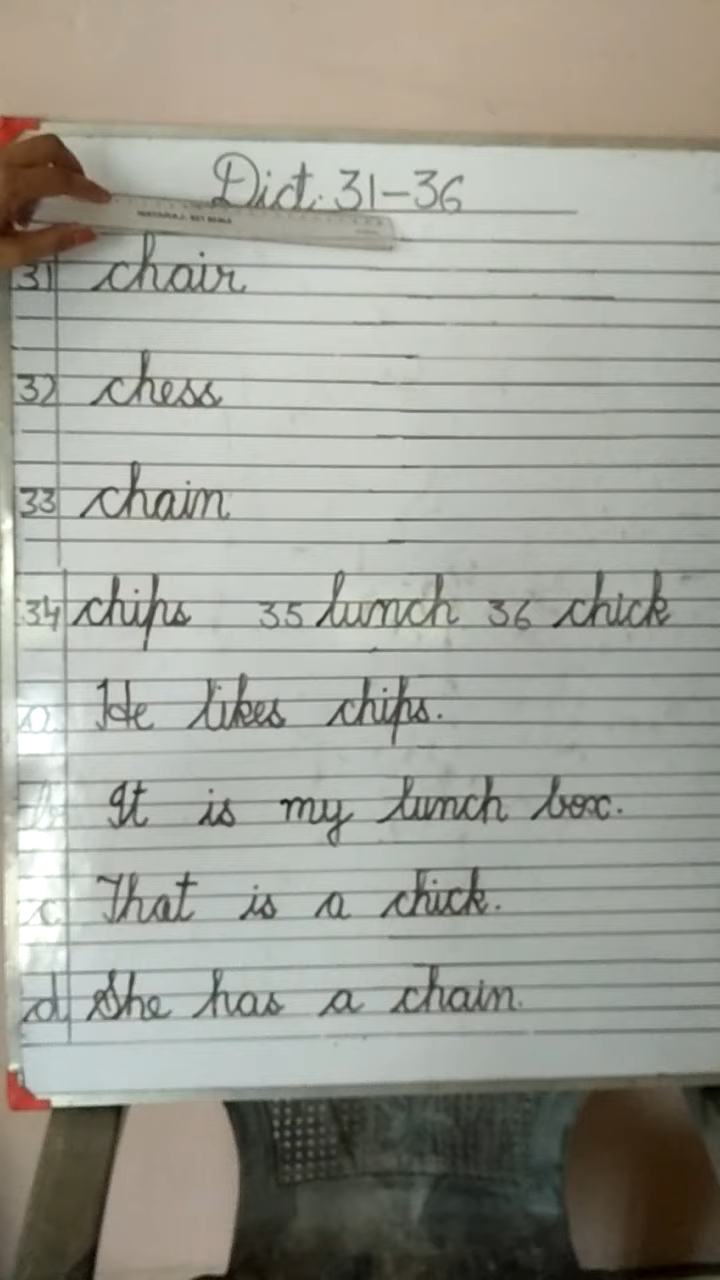 Dict. 31-36
31 chair
32 chess
33 chain
34 chips 35 lunch 36 chick
a. He likes chips.
b. It is my lunch box.
c. That is a chick.
d. She has a chain.